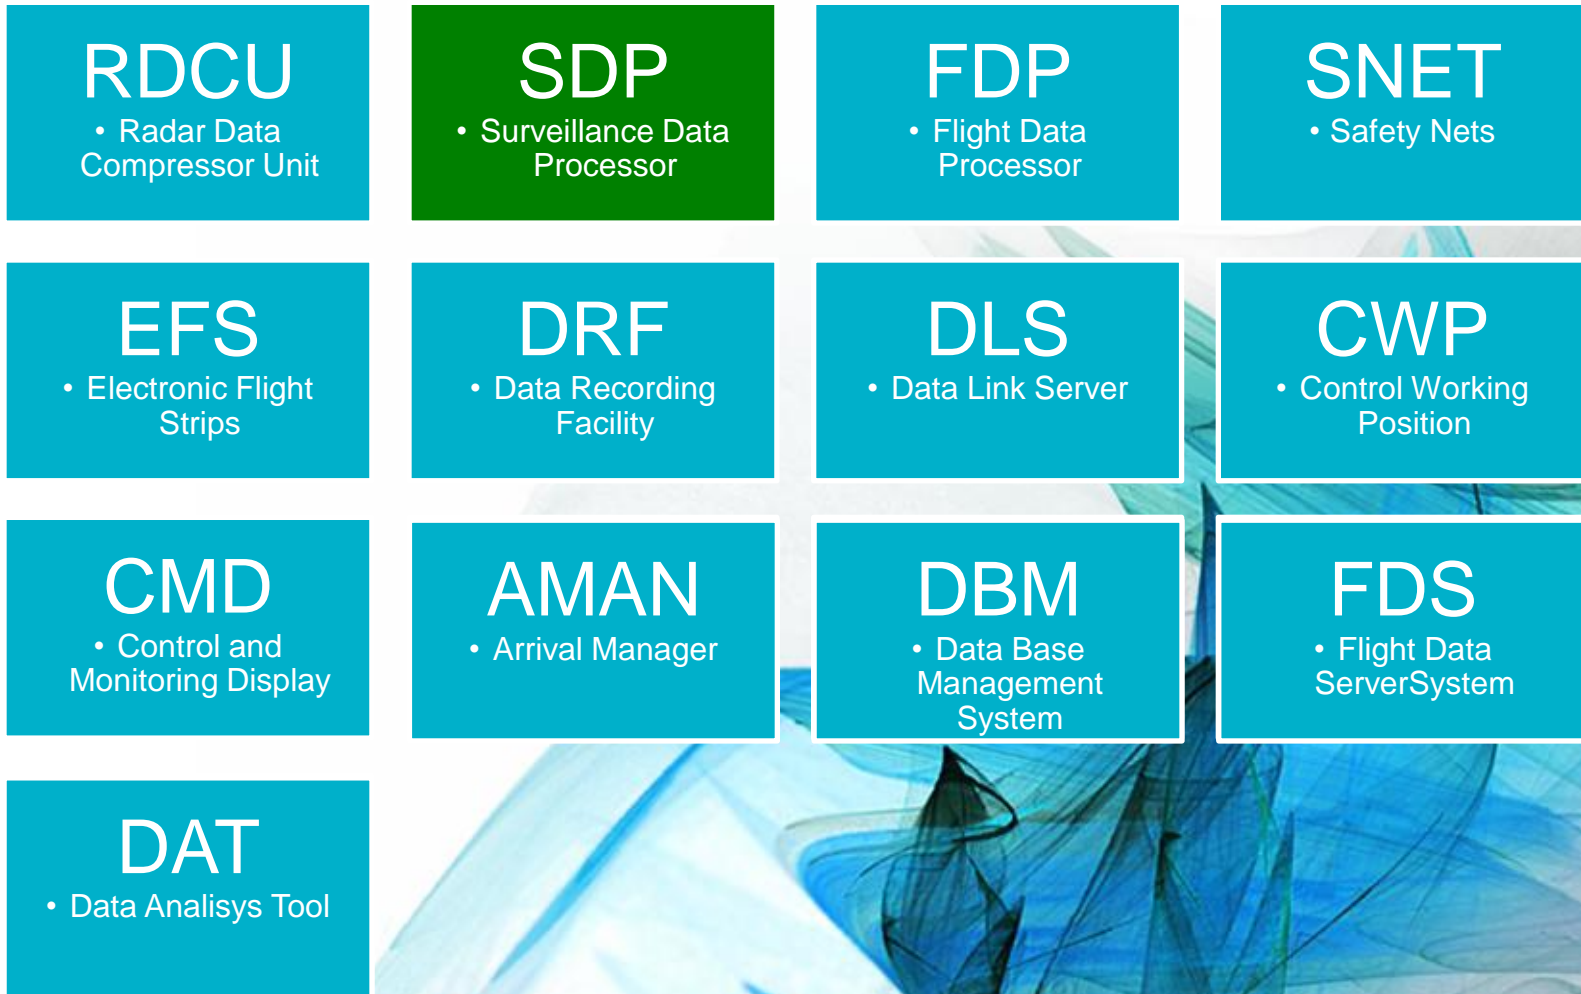 RDCU
• Radar Data
Compressor Unit
SDP
• Surveillance Data
Processor
FDP
• Flight Data
Processor
SNET
• Safety Nets
EFS
• Electronic Flight
Strips
DRF
• Data Recording
Facility
DLS
• Data Link Server
CWP
• Control Working
Position
CMD
• Control and
Monitoring Display
AMAN
• Arrival Manager
DBM
• Data Base
Management
System
FDS
• Flight Data
ServerSystem
DAT
• Data Analisys Tool